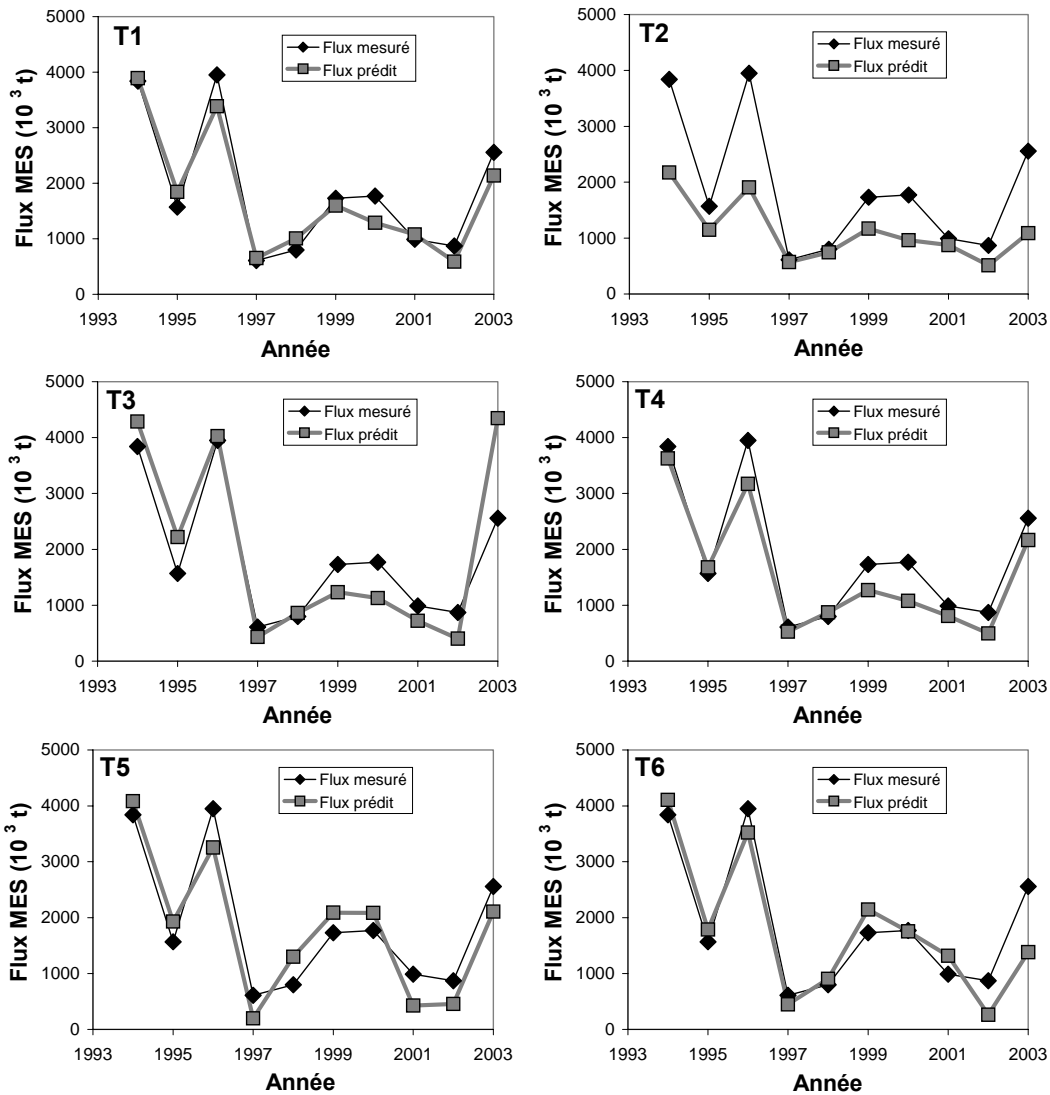 T1
Flux mesuré
Flux prédit
Flux MES (10 3 t)
5000
4000
3000
2000
1000
0
1993 1995 1997 1999 2001 2003
Année
T2
Flux mesuré
Flux prédit
Flux MES (10 3 t)
5000
4000
3000
2000
1000
0
1993 1995 1997 1999 2001 2003
Année
T3
Flux mesuré
Flux prédit
Flux MES (10 3 t)
5000
4000
3000
2000
1000
0
1993 1995 1997 1999 2001 2003
Année
T4
Flux mesuré
Flux prédit
Flux MES (10 3 t)
5000
4000
3000
2000
1000
0
1993 1995 1997 1999 2001 2003
Année
T5
Flux mesuré
Flux prédit
Flux MES (10 3 t)
5000
4000
3000
2000
1000
0
1993 1995 1997 1999 2001 2003
Année
T6
Flux mesuré
Flux prédit
Flux MES (10 3 t)
5000
4000
3000
2000
1000
0
1993 1995 1997 1999 2001 2003
Année